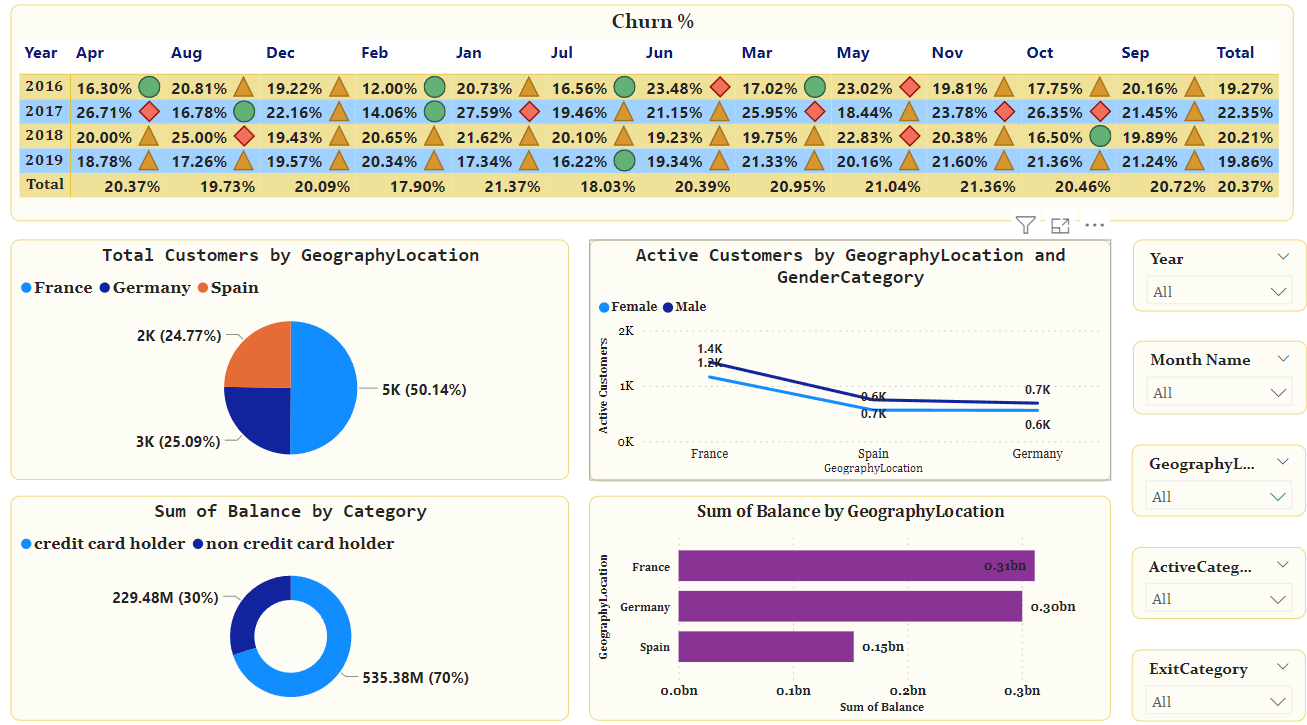 Churn %
Year Apr Aug Dec Feb Jan Jul Jun Mar May Nov Oct Sep Total
2016 16.30% 20.81% 19.22% 12.00% 20.73% 16.56% 23.48% 17.02% 23.02% 19.81% 17.75% 20.16% 19.27%
2017 26.71% 16.78% 22.16% 14.06% 27.59% 19.46% 21.15% 25.95% 18.44% 23.78% 26.35% 21.45% 22.35%
2018 20.00% 25.00% 19.43% 20.65% 21.62% 20.10% 19.23% 19.75% 22.83% 20.38% 16.50% 19.89% 20.21%
2019 18.78% 17.26% 19.57% 20.34% 17.34% 16.22% 19.34% 21.33% 20.16% 21.60% 21.36% 21.24% 19.86%
Total 20.37% 19.73% 20.09% 17.90% 21.37% 18.03% 20.39% 20.95% 21.04% 21.36% 20.46% 20.72% 20.37%
Total Customers by GeographyLocation
France Germany Spain
2K (24.77%)
5K (50.14%)
3K (25.09%)
Active Customers by GeographyLocation and
GenderCategory
Female Male
Active Customers
2K
1K
0K
1.4K
1.2K
0.6K
0.7K
0.7K
0.6K
France Spain Germany
GeographyLocation
Year
All
Month Name
All
GeographyL...
All
ActiveCateg...
All
ExitCategory
All
Sum of Balance by Category
credit card holder non credit card holder
229.48M (30%)
535.38M (70%)
Sum of Balance by GeographyLocation
GeographyLocation
France 0.31bn
Germany 0.30bn
Spain 0.15bn
0.0bn 0.1bn 0.2bn 0.3bn
Sum of Balance